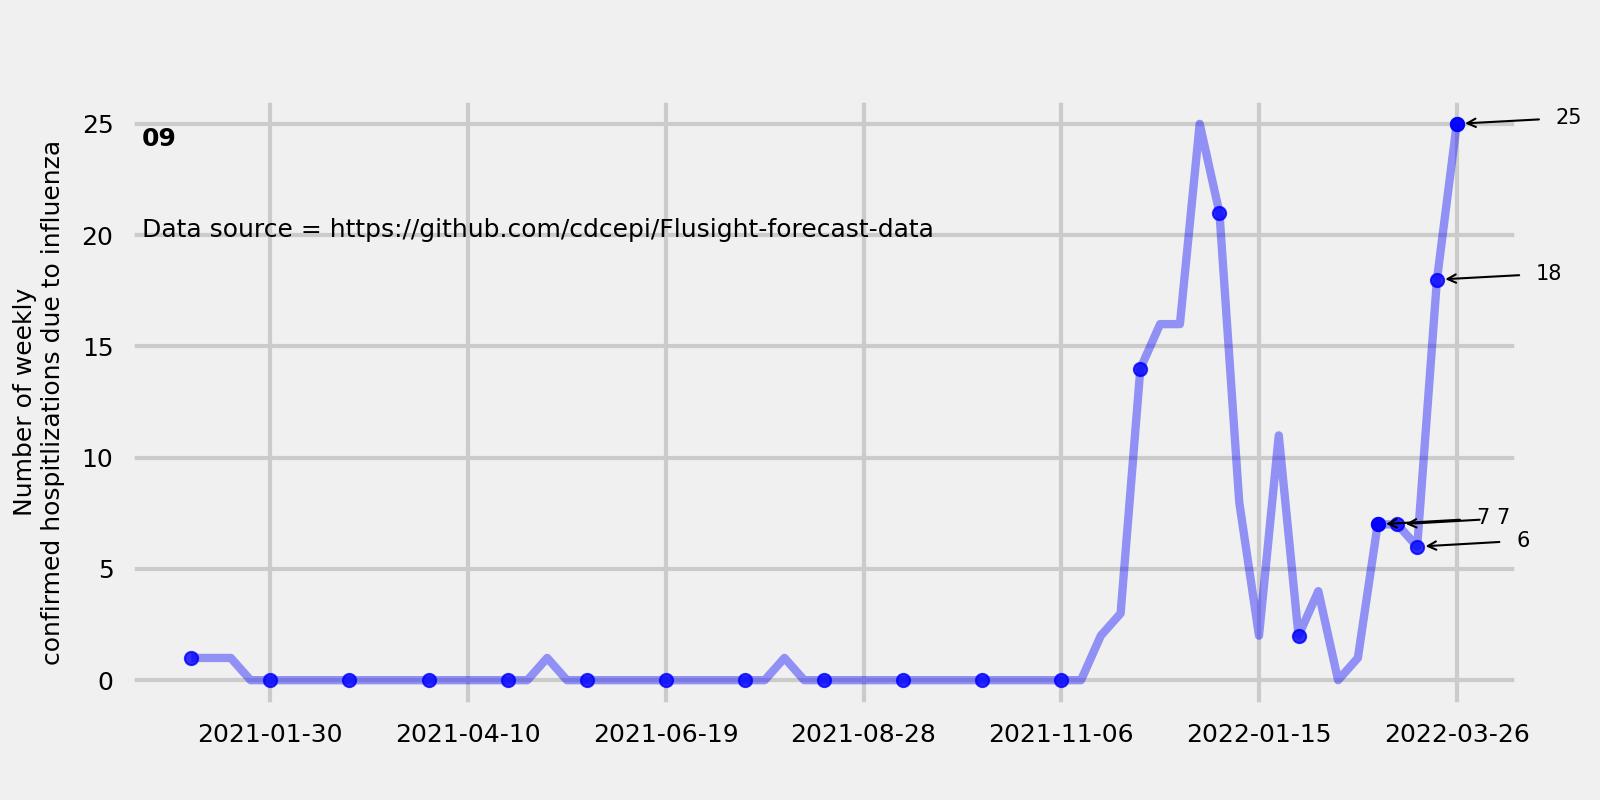 25
09
25
Data source = https://github.com/cdcepi/Flusight-forecast-data
20
18
15
10
7 7
6
5
0
Number of weekly
confirmed hospitlizations due to influenza
2021-01-30 2021-04-10 2021-06-19 2021-08-28 2021-11-06 2022-01-15 2022-03-26